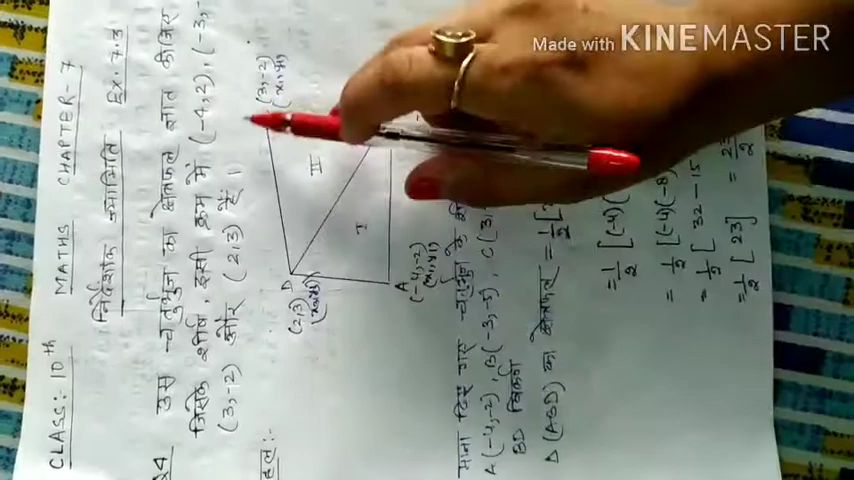 Made with KINEMASTER
CLASS:- 10th MATHS CHAPTER-7
निर्देशांक ज्यामिति Ex. 7.3
उस चतुर्भुज का क्षेत्रफल ज्ञात कीजिए
जिसके शीर्ष, इसी क्रम में (-4,-2), (-3,-
(3,-2) और (2,3) हैं।
हल:-
D
(2,3)
(3,-2)
II
I
A
(-4,-2)
(x1, y1)
माना दिए गए चतुर्भुज के
A(-4,-2), B(-3,-5), C(3,
BD विकर्ण
Δ(ABD) का क्षेत्रफल = 1/2[
= 1/2[(-4)(
= 1/2[(-4)(-8)
= 1/2[32-15
= 1/2[23] =